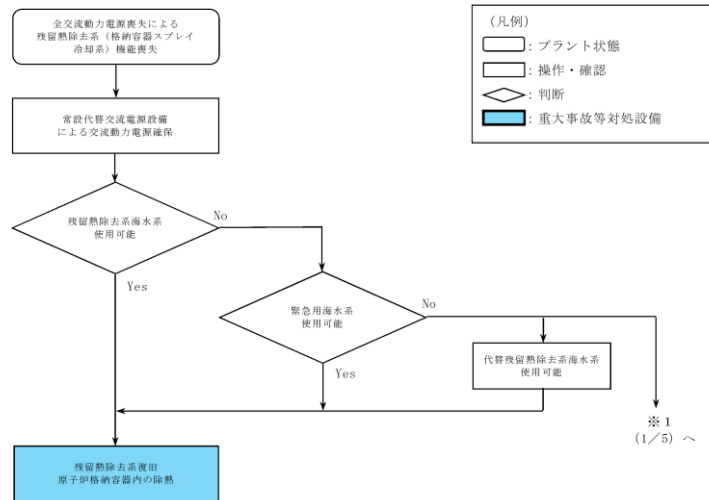 全交流動力電源喪失による
残留熱除去系(格納容器スプレイ
冷却系)機能喪失
(凡例)
:プラント状態
:操作・確認
:判断
:重大事故等対処設備
常設代替交流電源設備
による交流動力電源確保
残留熱除去系海水系
使用可能
No
Yes
緊急用海水系
使用可能
No
Yes
代替残留熱除去系海水系
使用可能
※1
(1/5)へ
残留熱除去系復旧
原子炉格納容器内の除熱